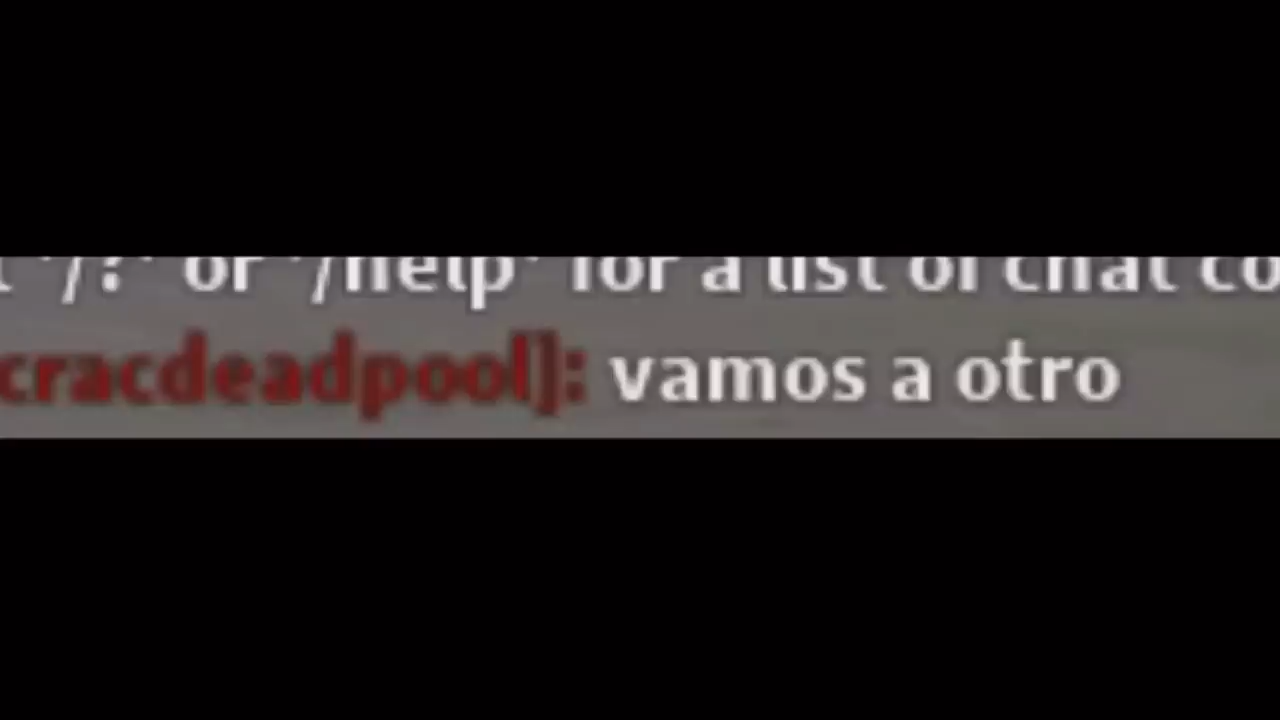 '/?' or '/help' for a list of chat co
cracdeadpool]: vamos a otro